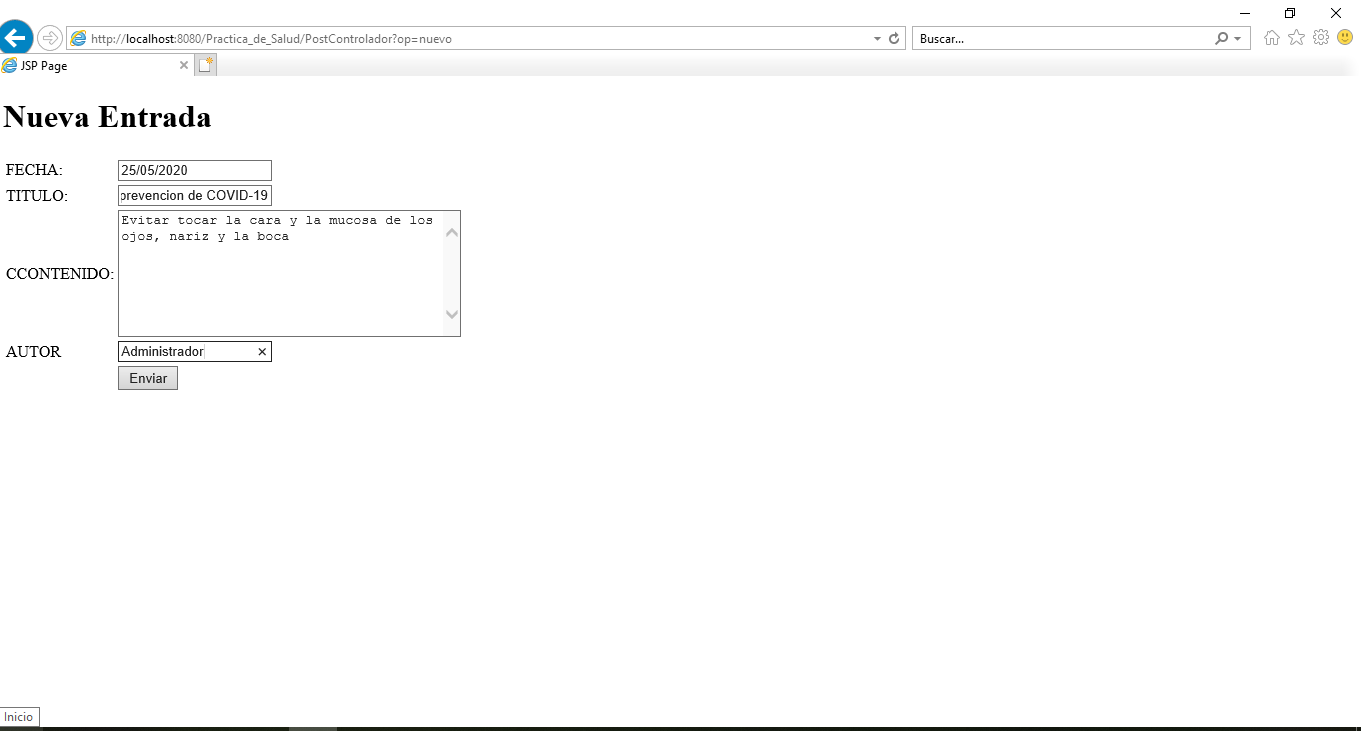 http://localhost:8080/Practica_de_Salud/PostControlador?op=nuevo
Buscar...
JSP Page
Nueva Entrada
FECHA: 25/05/2020
TITULO: prevencion de COVID-19
CCONTENIDO:
Evitar tocar la cara y la mucosa de los
ojos, nariz y la boca
AUTOR Administrador
Enviar
Inicio